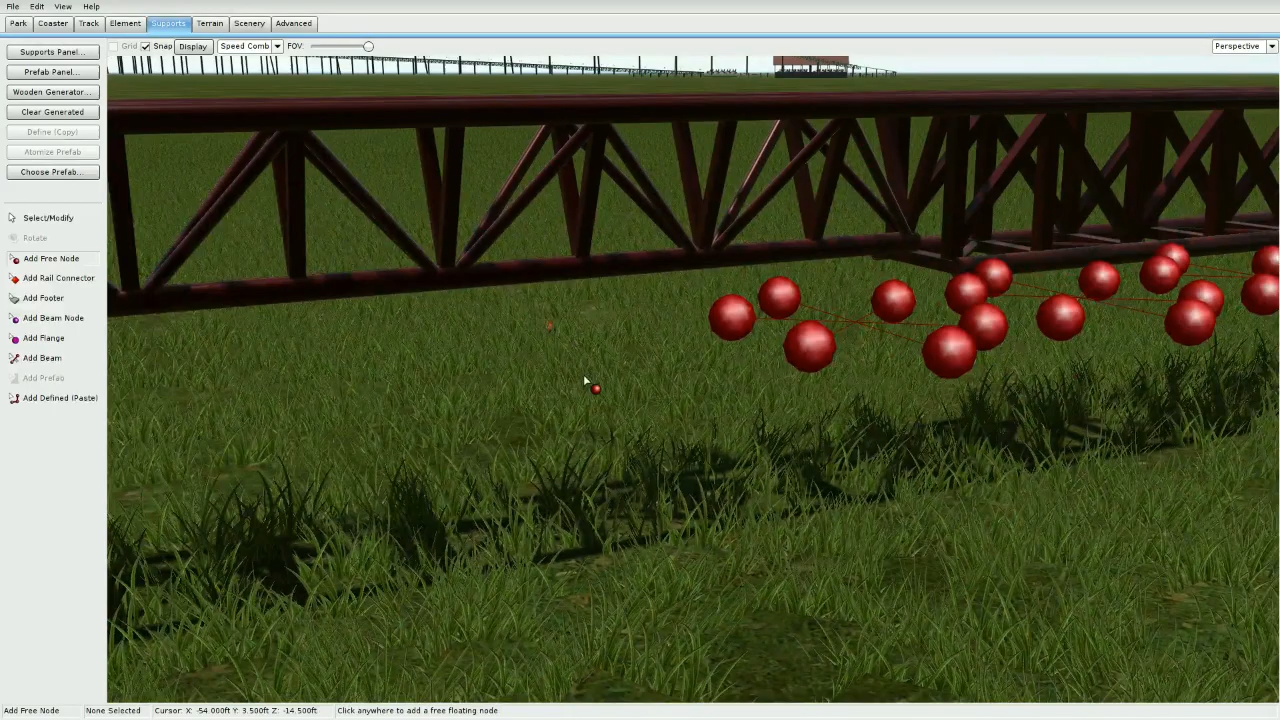 File Edit View Help
Park Coaster Track Element Supports Terrain Scenery Advanced
Supports Panel... Grid Snap Display Speed Comb FOV: Perspective
Prefab Panel...
Wooden Generator...
Clear Generated
Define (Copy)
Atomize Prefab
Choose Prefab...
Select/Modify
Rotate
Add Free Node
Add Rail Connector
Add Footer
Add Beam Node
Add Flange
Add Beam
Add Prefab
Add Defined (Paste)
Add Free Node None Selected Cursor: X: -54.000ft Y: 3.500ft Z: -14.500ft Click anywhere to add a free floating node